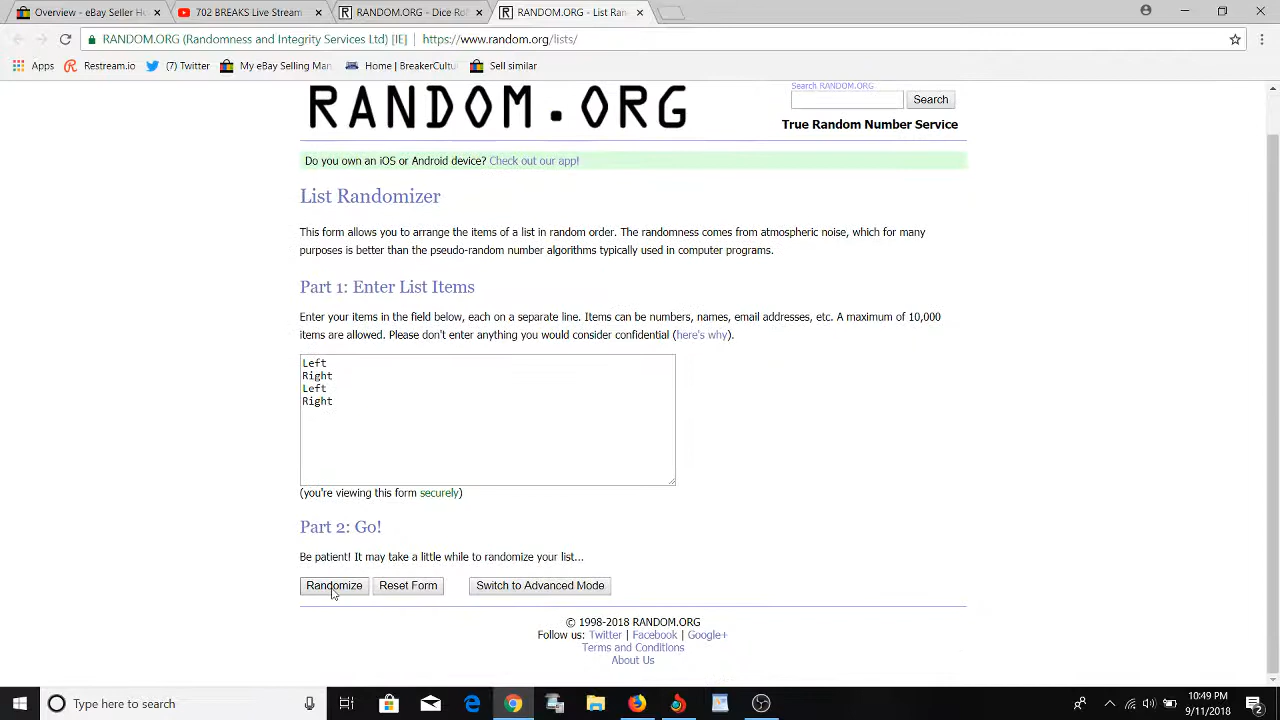 Overview - eBay Seller Hu
702 BREAKS Live Stream
RANDOM.ORG - Dice Rol
RANDOM.ORG - List Ran
RANDOM.ORG (Randomness and Integrity Services Ltd) [IE] | https://www.random.org/lists/
Apps Restream.io (7) Twitter My eBay Selling Man Home | BreakerCultu Sell similar
RANDOM.ORG
Search RANDOM.ORG
Search
True Random Number Service
Do you own an iOS or Android device? Check out our app!
List Randomizer
This form allows you to arrange the items of a list in random order. The randomness comes from atmospheric noise, which for many
purposes is better than the pseudo-random number algorithms typically used in computer programs.
Part 1: Enter List Items
Enter your items in the field below, each on a separate line. Items can be numbers, names, email addresses, etc. A maximum of 10,000
items are allowed. Please don't enter anything you would consider confidential (here's why).
Left
Right
Left
Right
(you're viewing this form securely)
Part 2: Go!
Be patient! It may take a little while to randomize your list...
Randomize Reset Form Switch to Advanced Mode
© 1998-2018 RANDOM.ORG
Follow us: Twitter | Facebook | Google+
Terms and Conditions
About Us
Type here to search
10:49 PM
9/11/2018
2